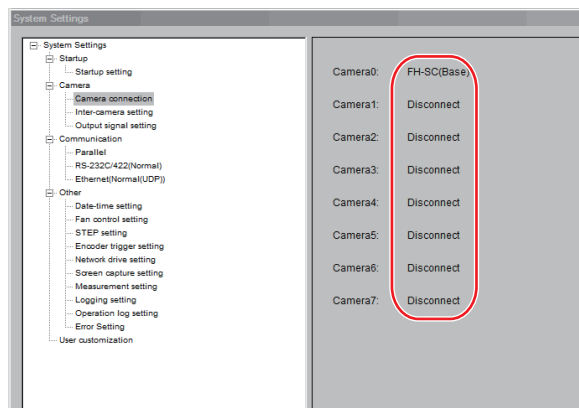 System Settings
System Settings
Startup
Startup setting
Camera
Camera connection
Inter-camera setting
Output signal setting
Communication
Parallel
RS-232C/422(Normal)
Ethernet(Normal(UDP))
Other
Date-time setting
Fan control setting
STEP setting
Encoder trigger setting
Network drive setting
Screen capture setting
Measurement setting
Logging setting
Operation log setting
Error Setting
User customization
Camera0: FH-SC(Base)
Camera1: Disconnect
Camera2: Disconnect
Camera3: Disconnect
Camera4: Disconnect
Camera5: Disconnect
Camera6: Disconnect
Camera7: Disconnect